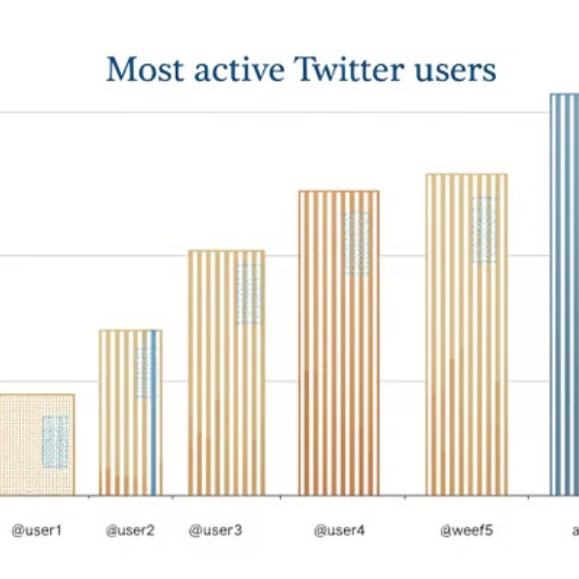 Most active Twitter users
@user1 @user2 @user3 @user4 @weef5